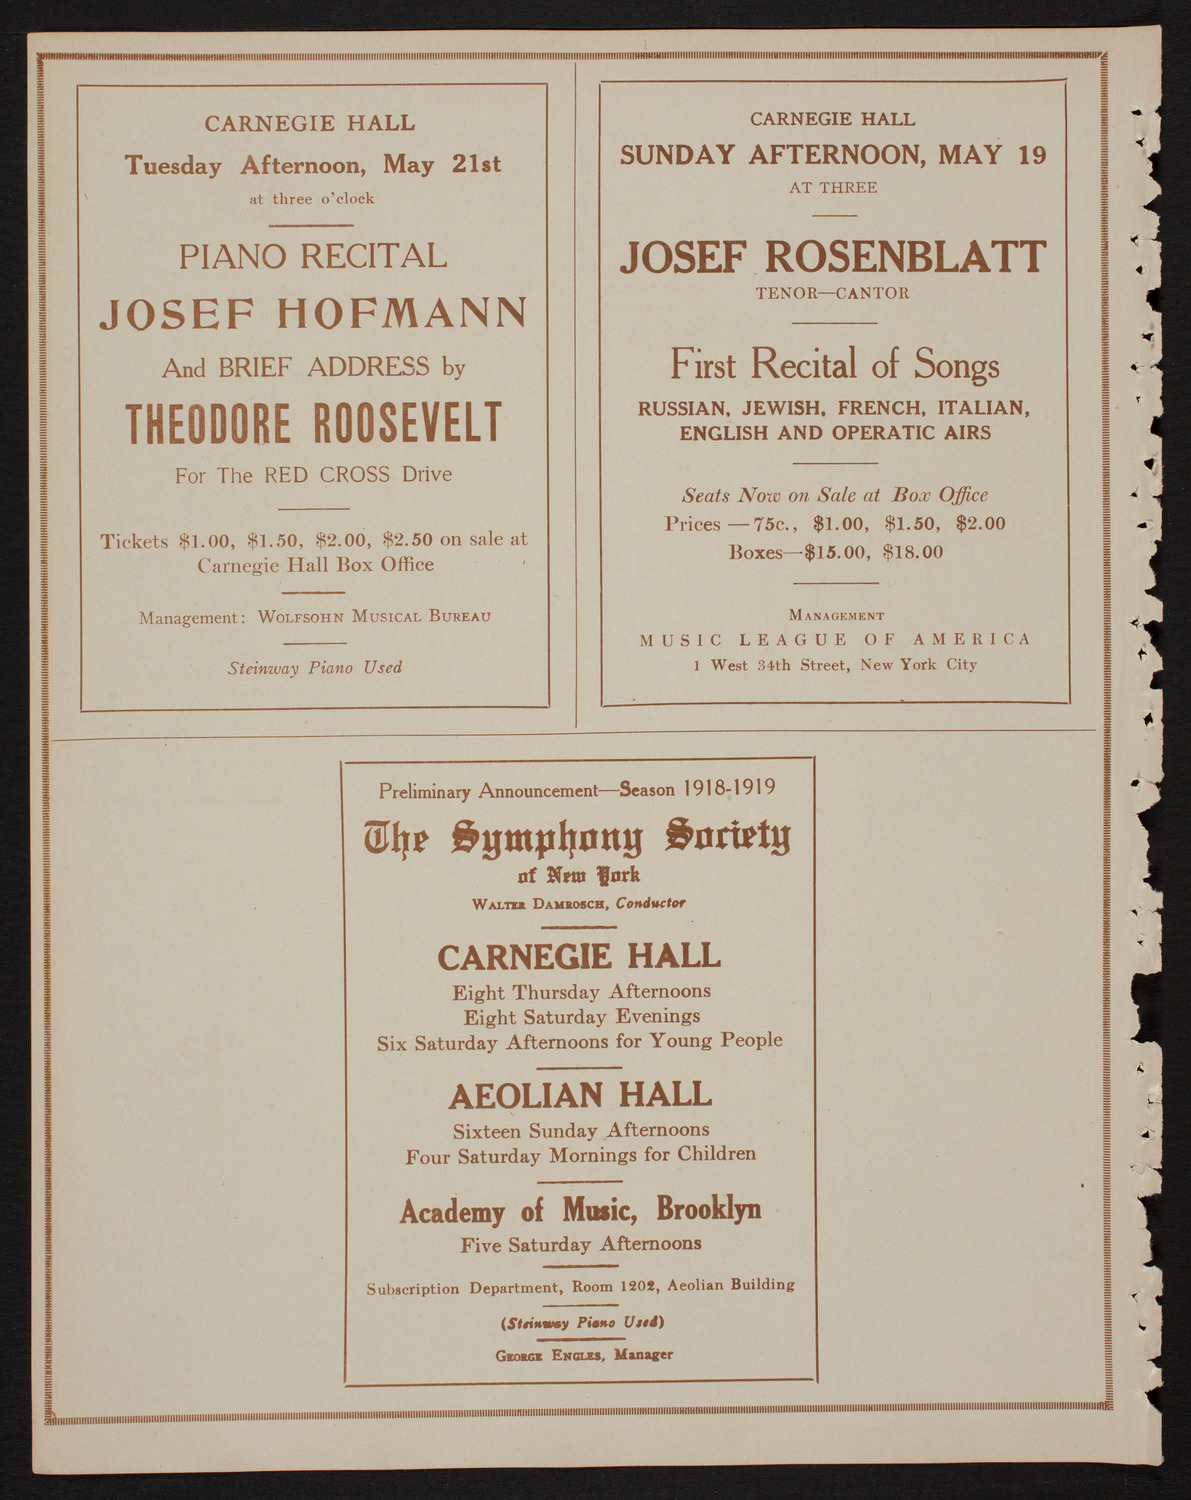 CARNEGIE HALL
Tuesday Afternoon, May 21st
at three o'clock
PIANO RECITAL
JOSEF HOFMANN
And BRIEF ADDRESS by
THEODORE ROOSEVELT
For The RED CROSS Drive
Tickets $1.00, $1.50, $2.00, $2.50 on sale at
Carnegie Hall Box Office
Management: WOLFSOHN MUSICAL BUREAU
Steinway Piano Used
CARNEGIE HALL
SUNDAY AFTERNOON, MAY 19
AT THREE
JOSEF ROSENBLATT
TENOR—CANTOR
First Recital of Songs
RUSSIAN, JEWISH, FRENCH, ITALIAN,
ENGLISH AND OPERATIC AIRS
Seats Now on Sale at Box Office
Prices — 75c., $1.00, $1.50, $2.00
Boxes—$15.00, $18.00
MANAGEMENT
MUSIC LEAGUE OF AMERICA
1 West 34th Street, New York City
Preliminary Announcement—Season 1918-1919
The Symphony Society
of New York
WALTER DAMROSCH, Conductor
CARNEGIE HALL
Eight Thursday Afternoons
Eight Saturday Evenings
Six Saturday Afternoons for Young People
AEOLIAN HALL
Sixteen Sunday Afternoons
Four Saturday Mornings for Children
Academy of Music, Brooklyn
Five Saturday Afternoons
Subscription Department, Room 1202, Aeolian Building
(Steinway Piano Used)
GEORGE ENGLES, Manager